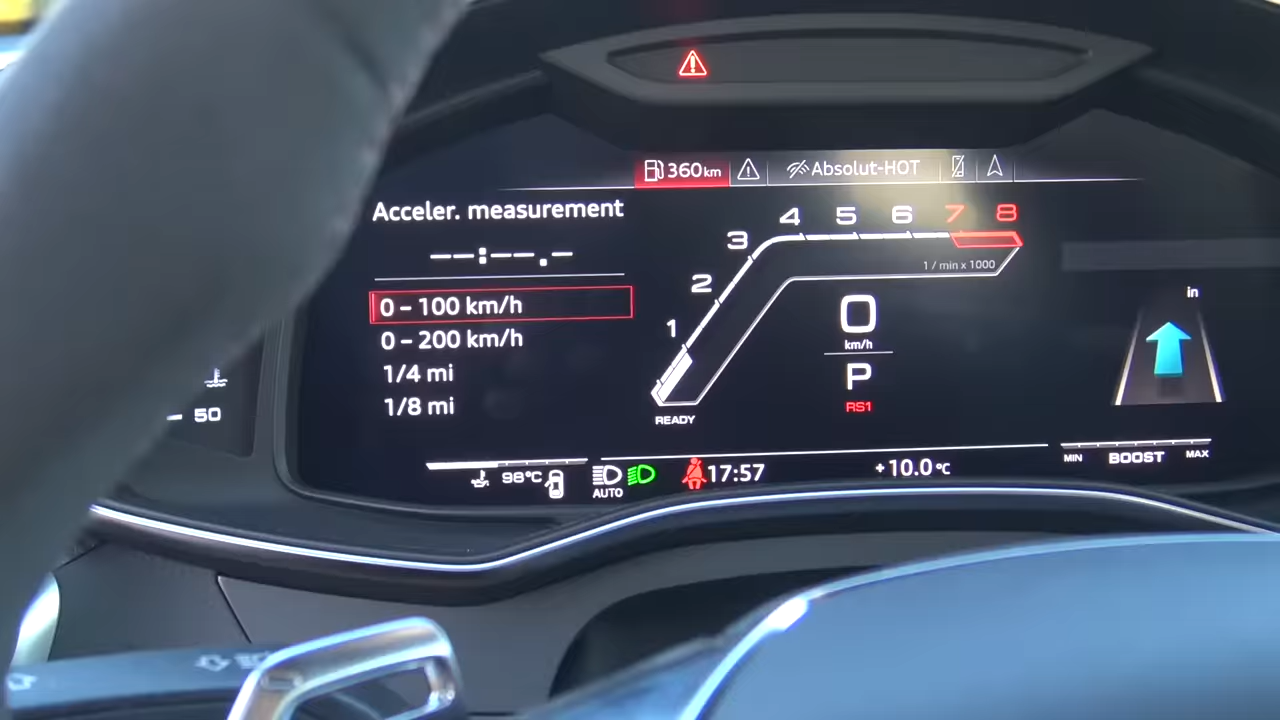 360 km
Absolut-HOT
Acceler. measurement
--:--.-
0 – 100 km/h
0 – 200 km/h
1/4 mi
1/8 mi
1
2
3
4
5
6
7
8
1 / min x 1000
0
km/h
P
RS1
READY
in
50
98°C
AUTO
17:57
+10.0 °C
MIN
BOOST
MAX